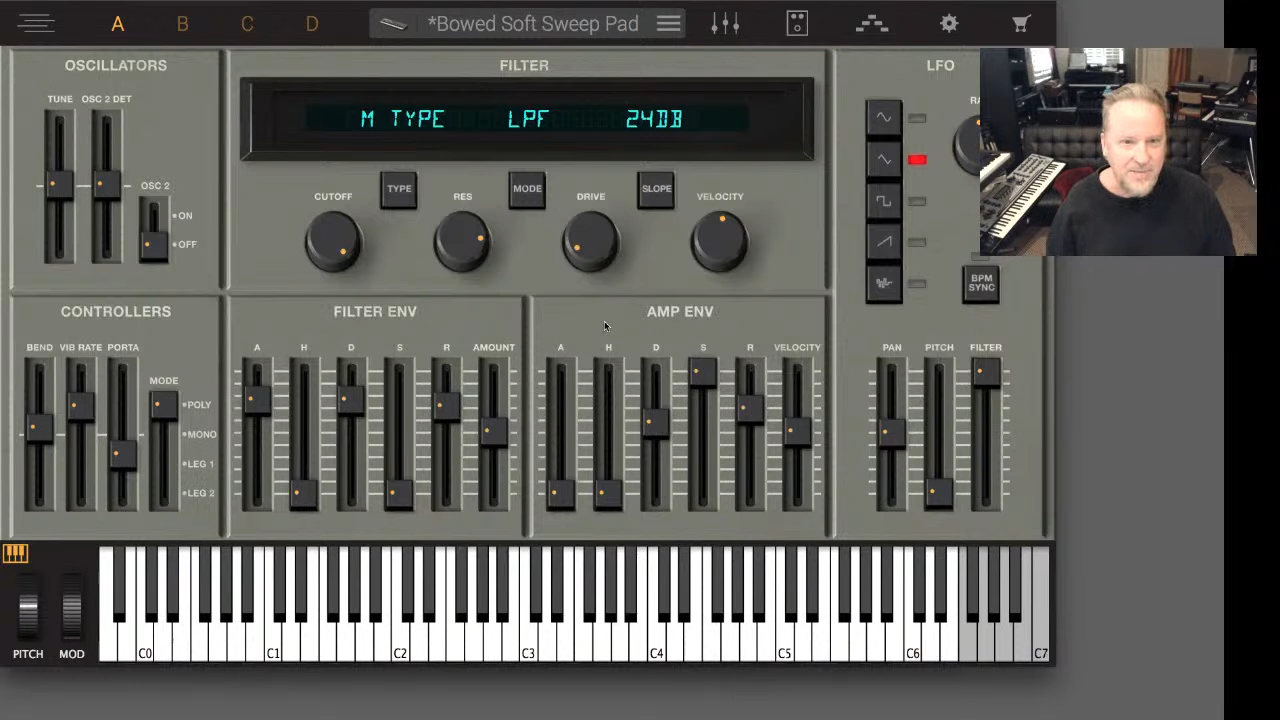 A B C D *Bowed Soft Sweep Pad
OSCILLATORS
TUNE OSC 2 DET
OSC 2
ON
OFF
FILTER
M TYPE LPF 24DB
CUTOFF TYPE RES MODE DRIVE SLOPE VELOCITY
LFO
BPM SYNC
CONTROLLERS
BEND VIB RATE PORTA
MODE
POLY
MONO
LEG 1
LEG 2
FILTER ENV
A H D S R AMOUNT
AMP ENV
A H D S R VELOCITY
PAN PITCH FILTER
PITCH MOD
C0 C1 C2 C3 C4 C5 C6 C7